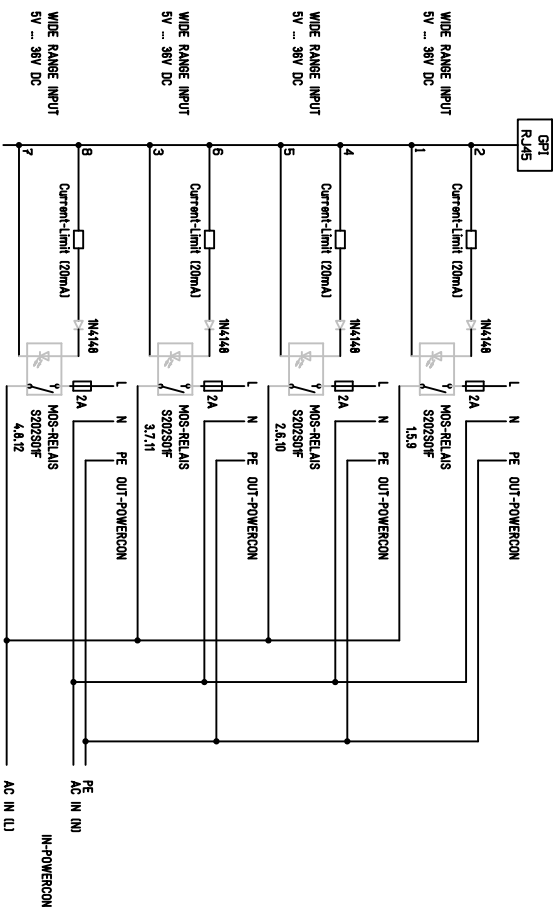 GPI
RJ45
WIDE RANGE INPUT
5V ... 36V DC
2
1
Current-Limit (20mA)
1N4148
L
2A
N
PE
OUT-POWERCON
MOS-RELAIS
S202S01F
1.5.9
WIDE RANGE INPUT
5V ... 36V DC
4
5
Current-Limit (20mA)
1N4148
L
2A
N
PE
OUT-POWERCON
MOS-RELAIS
S202S01F
2.6.10
WIDE RANGE INPUT
5V ... 36V DC
6
3
Current-Limit (20mA)
1N4148
L
2A
N
PE
OUT-POWERCON
MOS-RELAIS
S202S01F
3.7.11
WIDE RANGE INPUT
5V ... 36V DC
8
7
Current-Limit (20mA)
1N4148
L
2A
N
PE
OUT-POWERCON
MOS-RELAIS
S202S01F
4.8.12
PE
AC IN (N)
IN-POWERCON
AC IN (L)